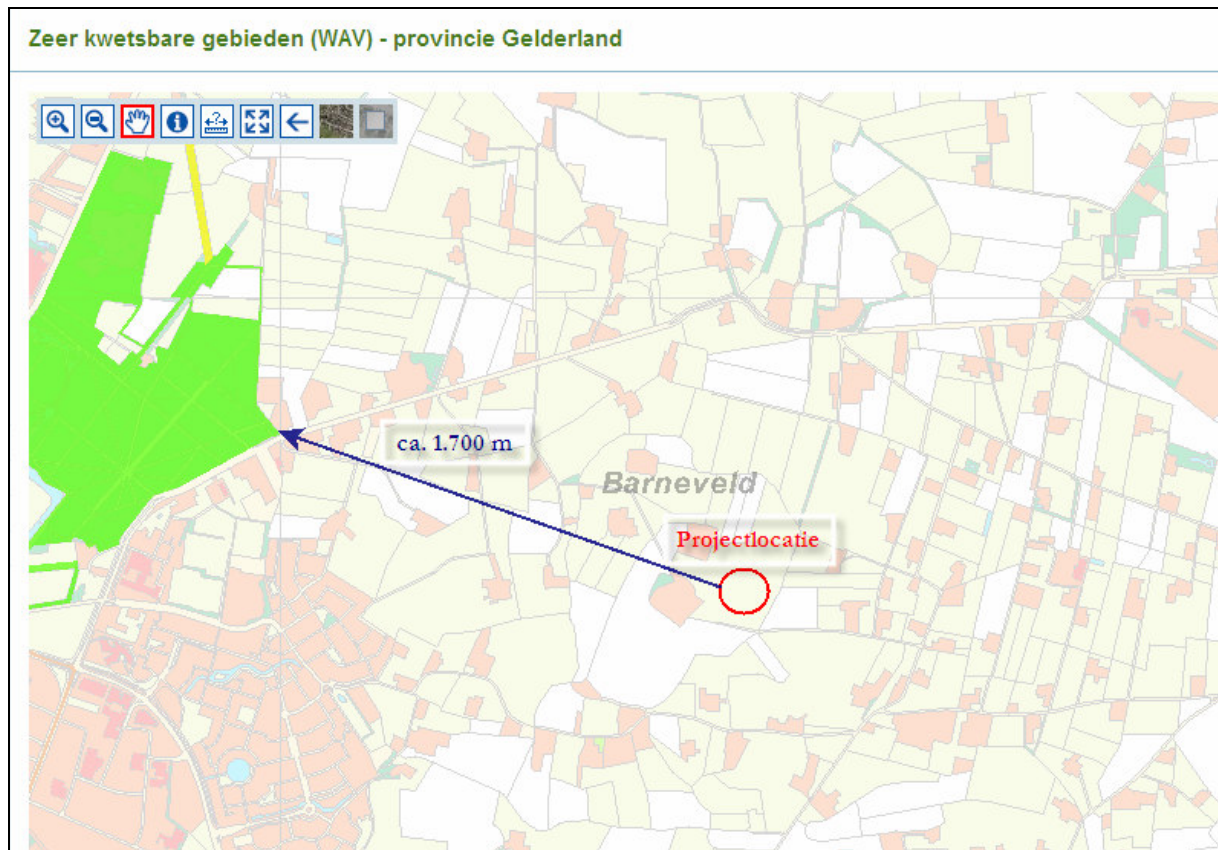 Zeer kwetsbare gebieden (WAV) - provincie Gelderland
ca. 1.700 m
Barneveld
Projectlocatie